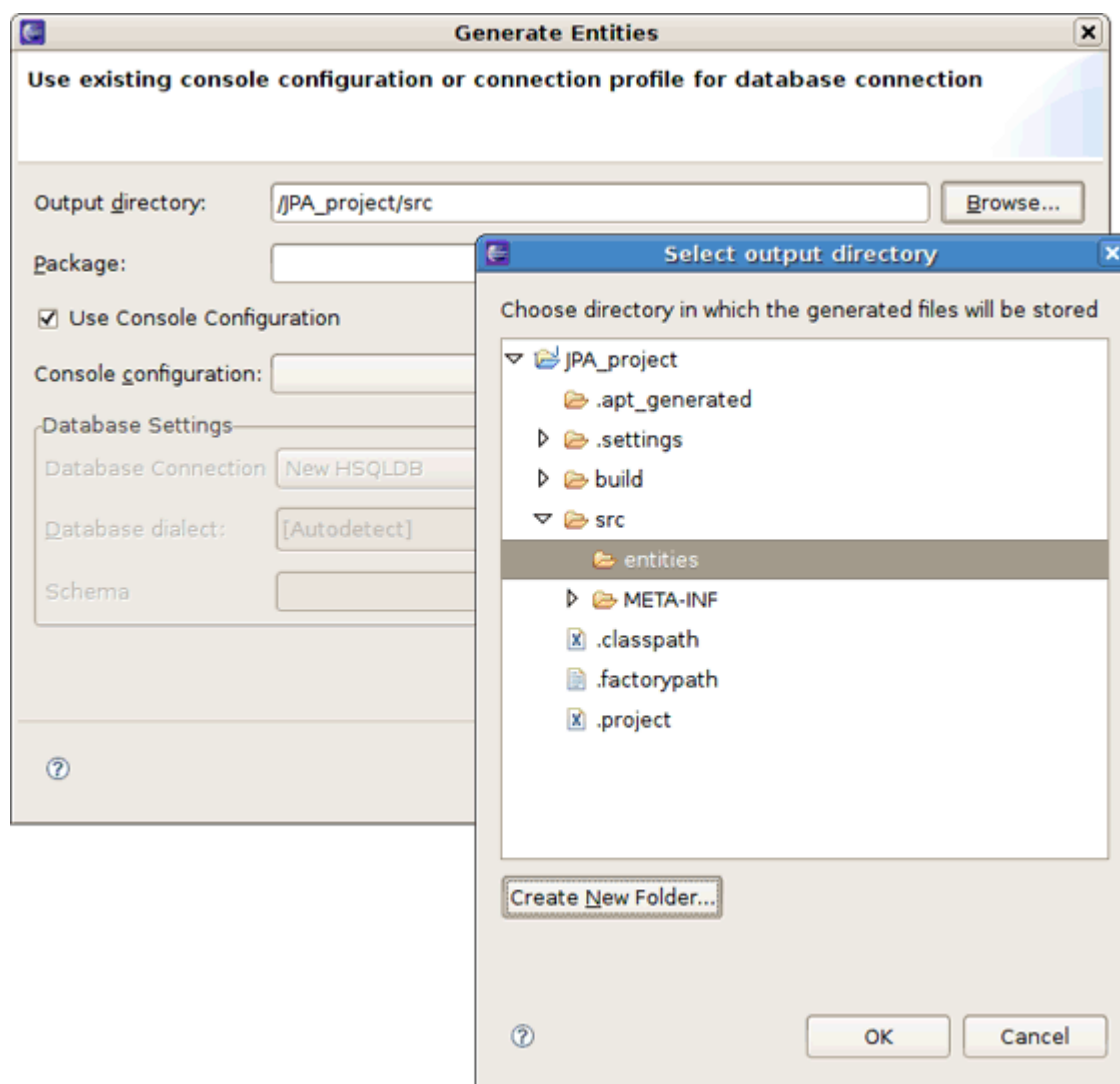 Generate Entities
Use existing console configuration or connection profile for database connection
Output directory: /JPA_project/src Browse...
Package:
Use Console Configuration
Console configuration:
Database Settings
Database Connection New HSQLDB
Database dialect: [Autodetect]
Schema
Select output directory
Choose directory in which the generated files will be stored
JPA_project
.apt_generated
.settings
build
src
entities
META-INF
.classpath
.factorypath
.project
Create New Folder...
OK Cancel